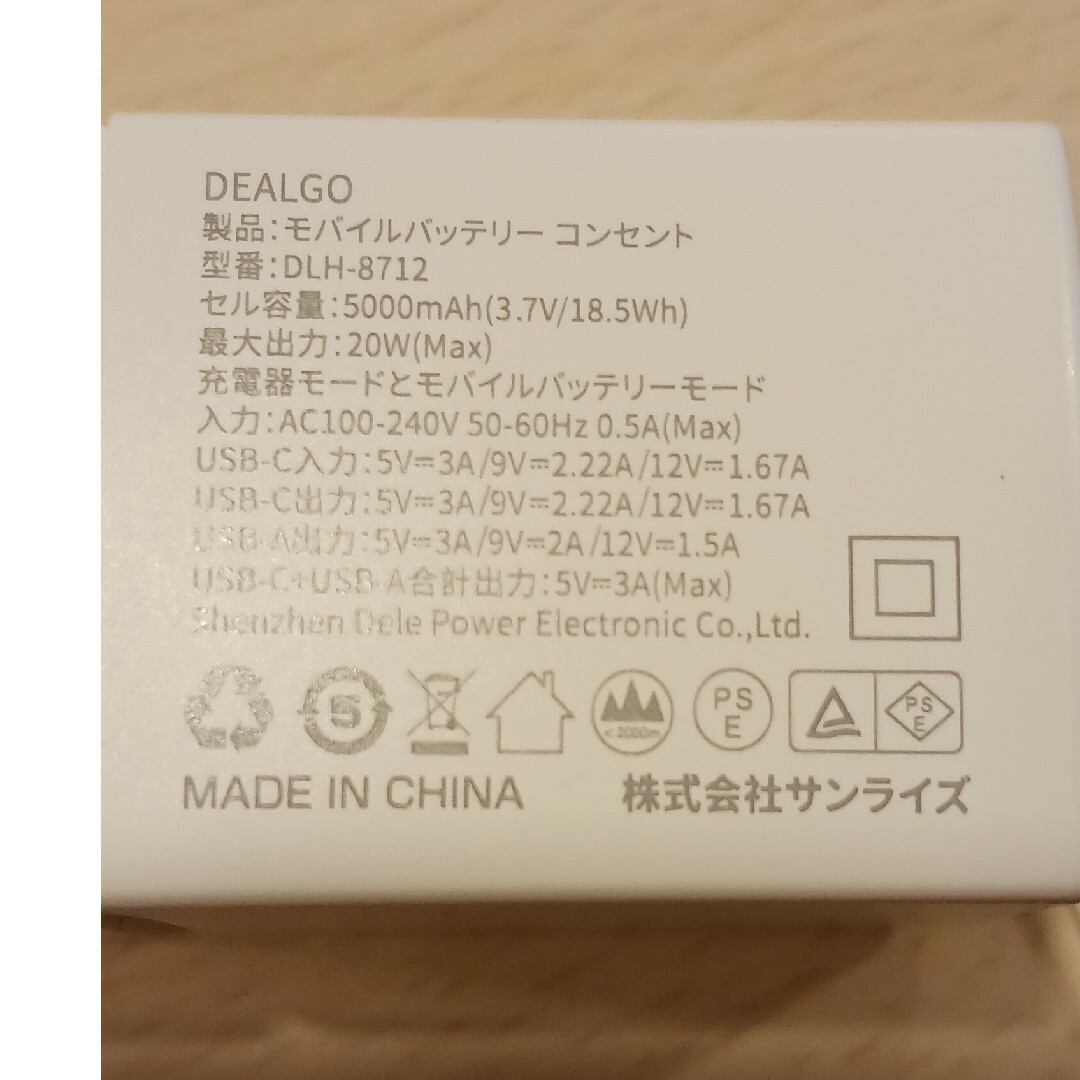 DEALGO
製品:モバイルバッテリー コンセント
型番:DLH-8712
セル容量:5000mAh(3.7V/18.5Wh)
最大出力:20W(Max)
充電器モードとモバイルバッテリーモード
入力:AC100-240V 50-60Hz 0.5A(Max)
USB-C入力:5V⎓3A/9V⎓2.22A/12V⎓1.67A
USB-C出力:5V⎓3A/9V⎓2.22A/12V⎓1.67A
USB-A出力:5V⎓3A/9V⎓2A/12V⎓1.5A
USB-C+USB-A合計出力:5V⎓3A(Max)
Shenzhen Dele Power Electronic Co.,Ltd.
S
< 2000m
PS
E
PS
E
MADE IN CHINA
株式会社サンライズ